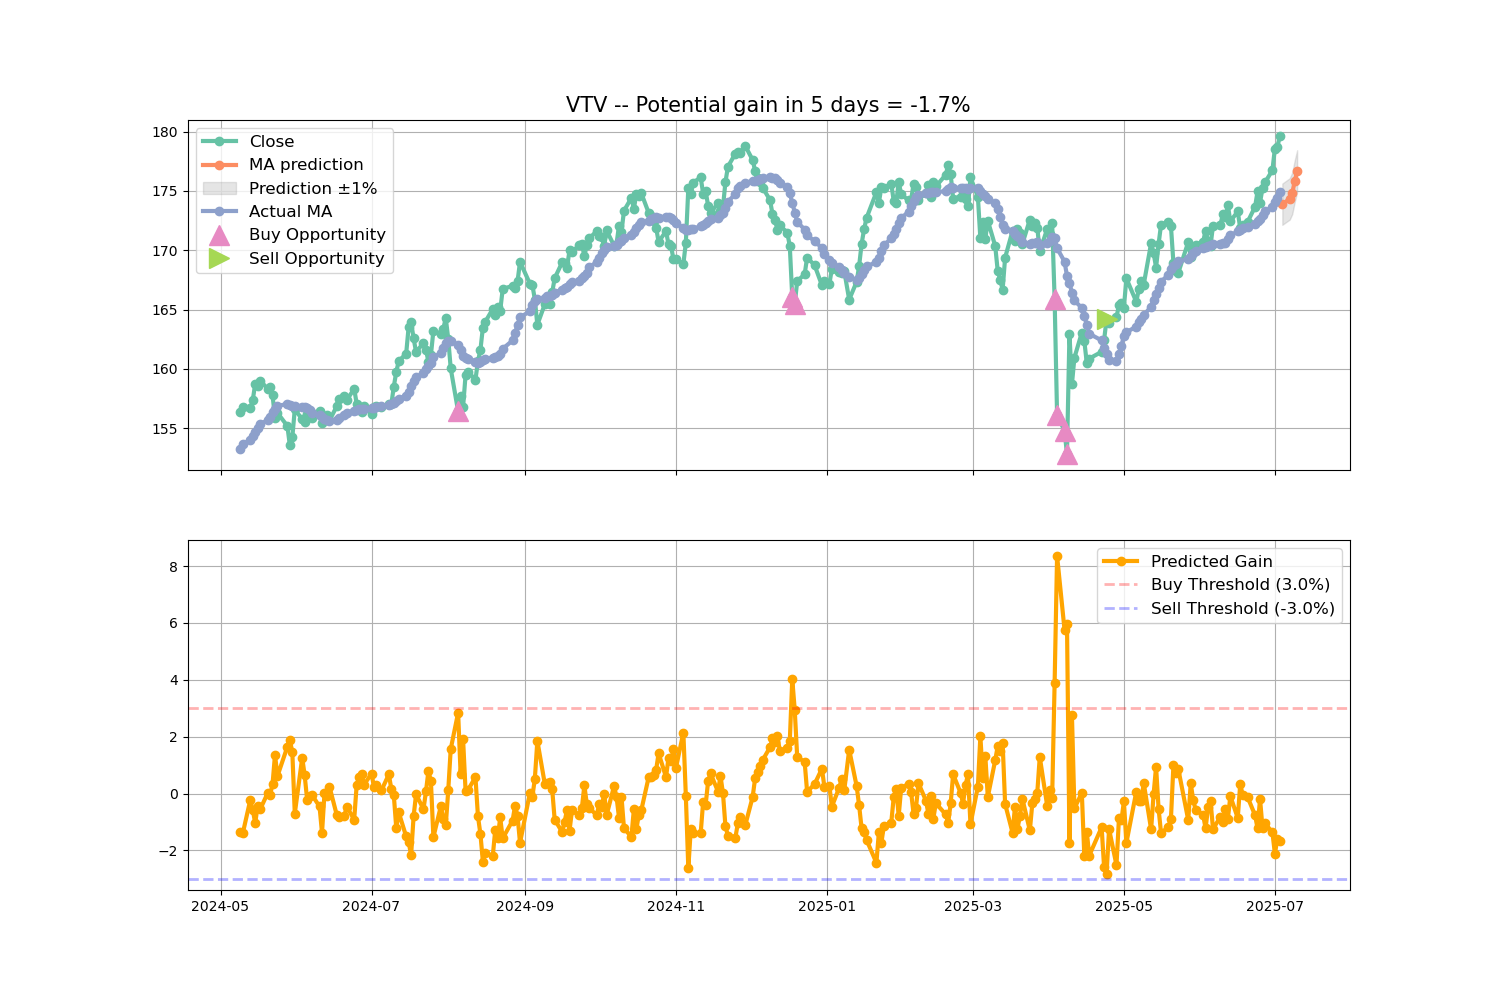 VTV -- Potential gain in 5 days = -1.7%
180
175
170
165
160
155
Close
MA prediction
Prediction ±1%
Actual MA
Buy Opportunity
Sell Opportunity
8
6
4
2
0
−2
Predicted Gain
Buy Threshold (3.0%)
Sell Threshold (-3.0%)
2024-05
2024-07
2024-09
2024-11
2025-01
2025-03
2025-05
2025-07